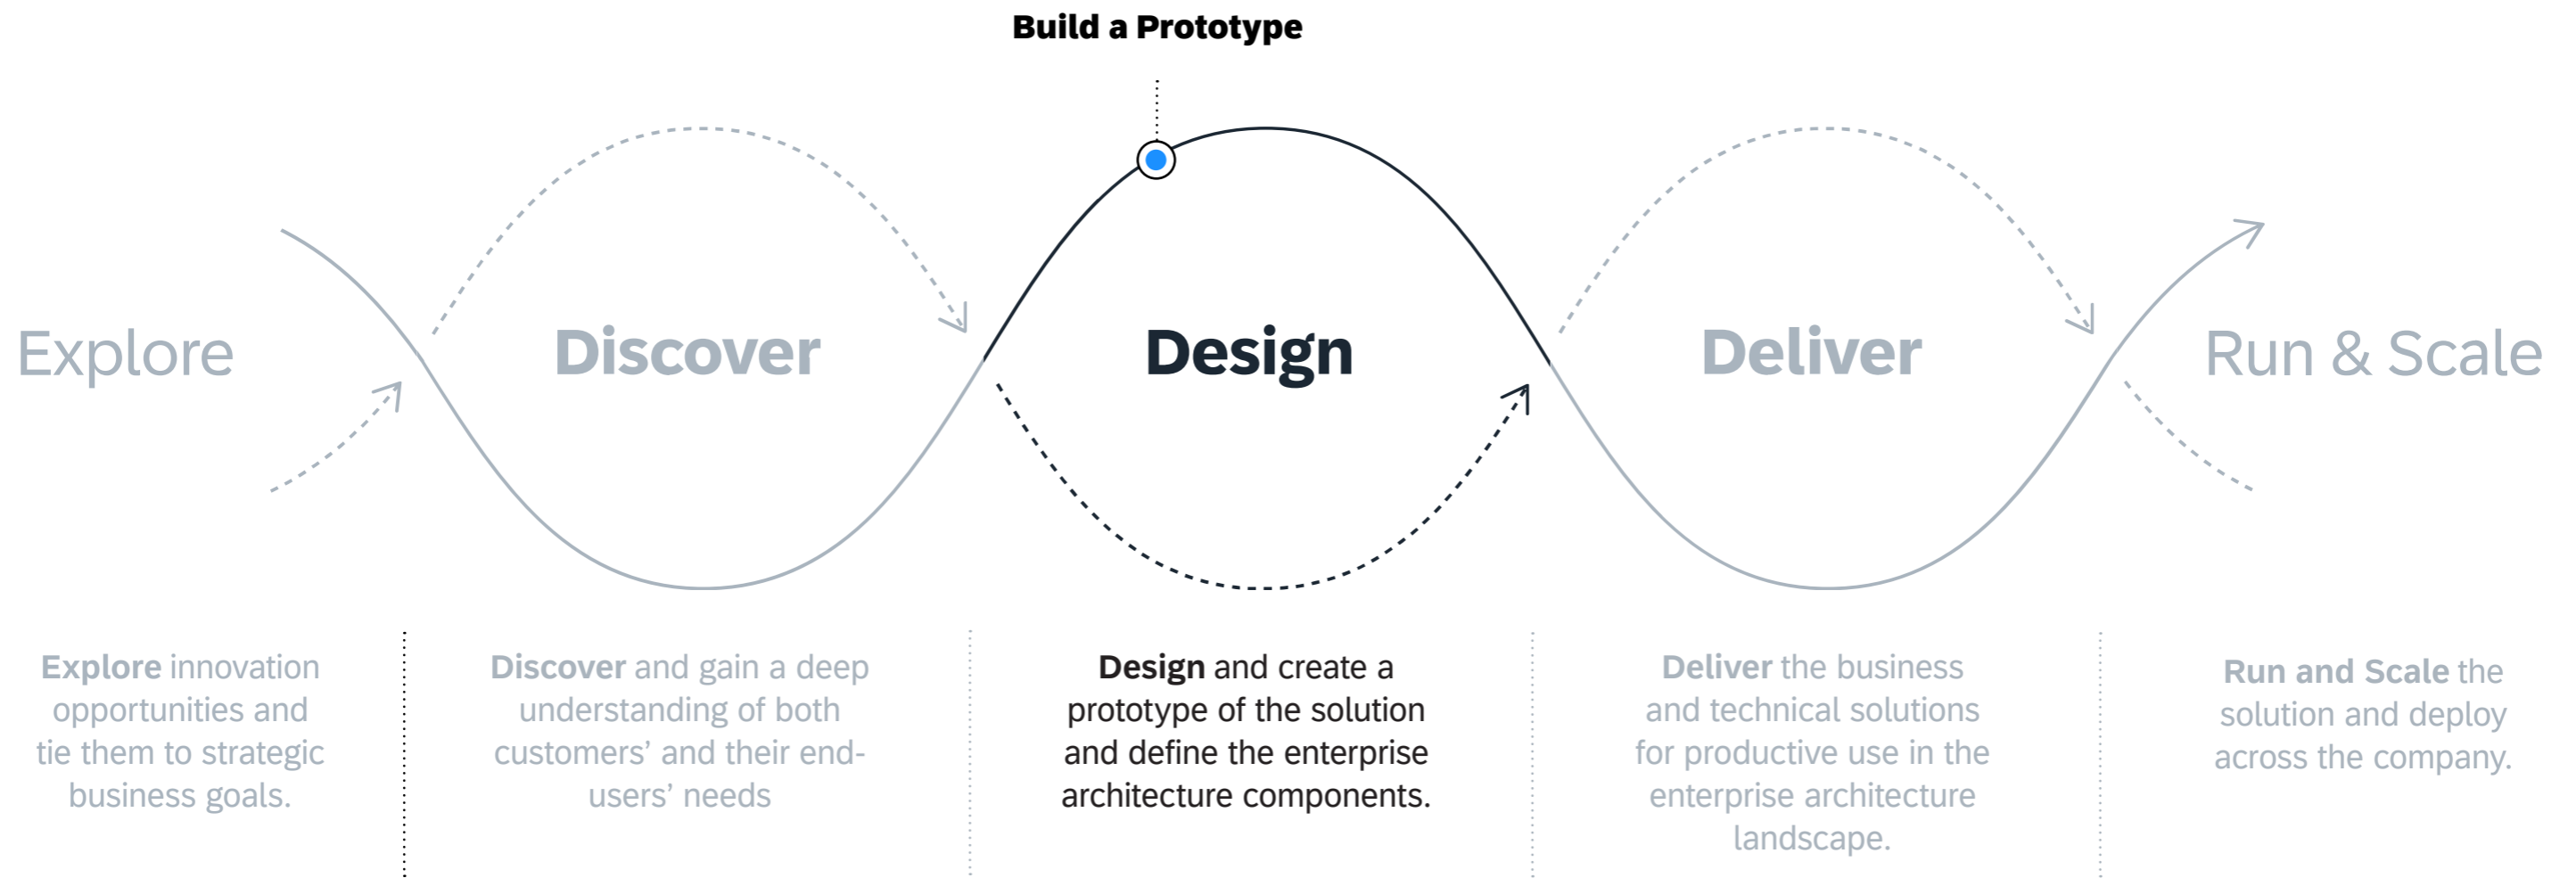 Build a Prototype
Explore
Discover
Design
Deliver
Run & Scale
Explore innovation
opportunities and
tie them to strategic
business goals.
Discover and gain a deep
understanding of both
customers’ and their end-
users’ needs
Design and create a
prototype of the solution
and define the enterprise
architecture components.
Deliver the business
and technical solutions
for productive use in the
enterprise architecture
landscape.
Run and Scale the
solution and deploy
across the company.